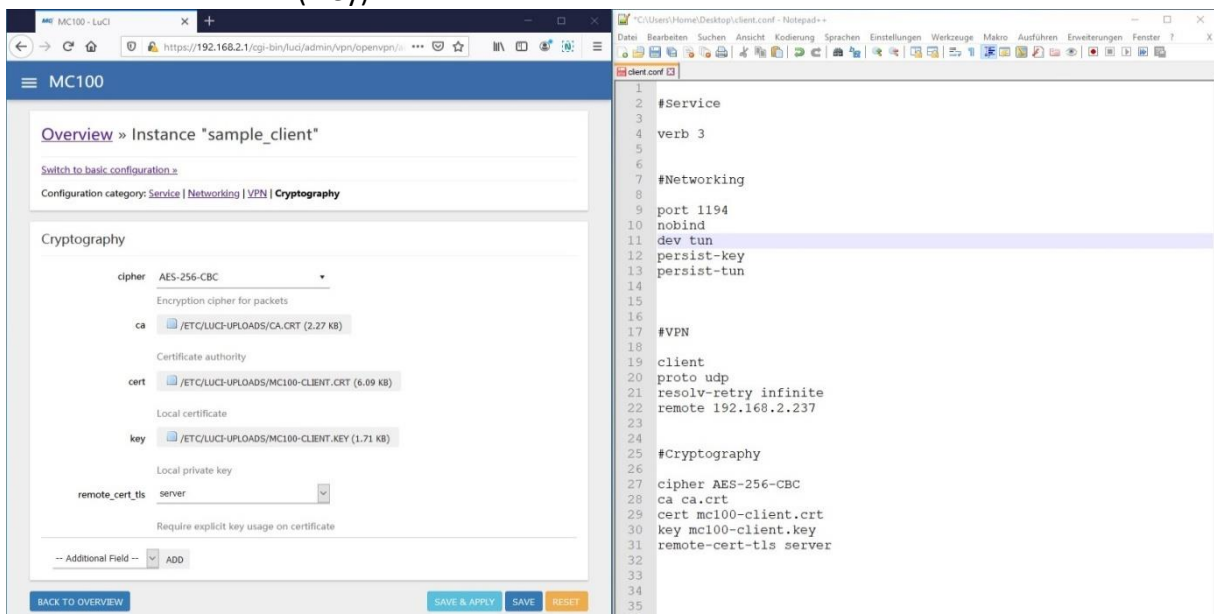 MC100 - LuCI
https://192.168.2.1/cgi-bin/luci/admin/vpn/openvpn/
MC100
Overview » Instance "sample_client"
Switch to basic configuration »
Configuration category: Service | Networking | VPN | Cryptography
Cryptography
cipher AES-256-CBC
Encryption cipher for packets
ca /ETC/LUCI-UPLOADS/CA.CRT (2.27 KB)
Certificate authority
cert /ETC/LUCI-UPLOADS/MC100-CLIENT.CRT (6.09 KB)
Local certificate
key /ETC/LUCI-UPLOADS/MC100-CLIENT.KEY (1.71 KB)
Local private key
remote_cert_tls server
Require explicit key usage on certificate
-- Additional Field -- ADD
BACK TO OVERVIEW SAVE & APPLY SAVE RESET
*C:\Users\Home\Desktop\client.conf - Notepad++
Datei Bearbeiten Suchen Ansicht Kodierung Sprachen Einstellungen Werkzeuge Makro Ausführen Erweiterungen Fenster ? X
client.conf
1
2 #Service
3
4 verb 3
5
6
7 #Networking
8
9 port 1194
10 nobind
11 dev tun
12 persist-key
13 persist-tun
14
15
16
17 #VPN
18
19 client
20 proto udp
21 resolv-retry infinite
22 remote 192.168.2.237
23
24
25 #Cryptography
26
27 cipher AES-256-CBC
28 ca ca.crt
29 cert mc100-client.crt
30 key mc100-client.key
31 remote-cert-tls server
32
33
34
35